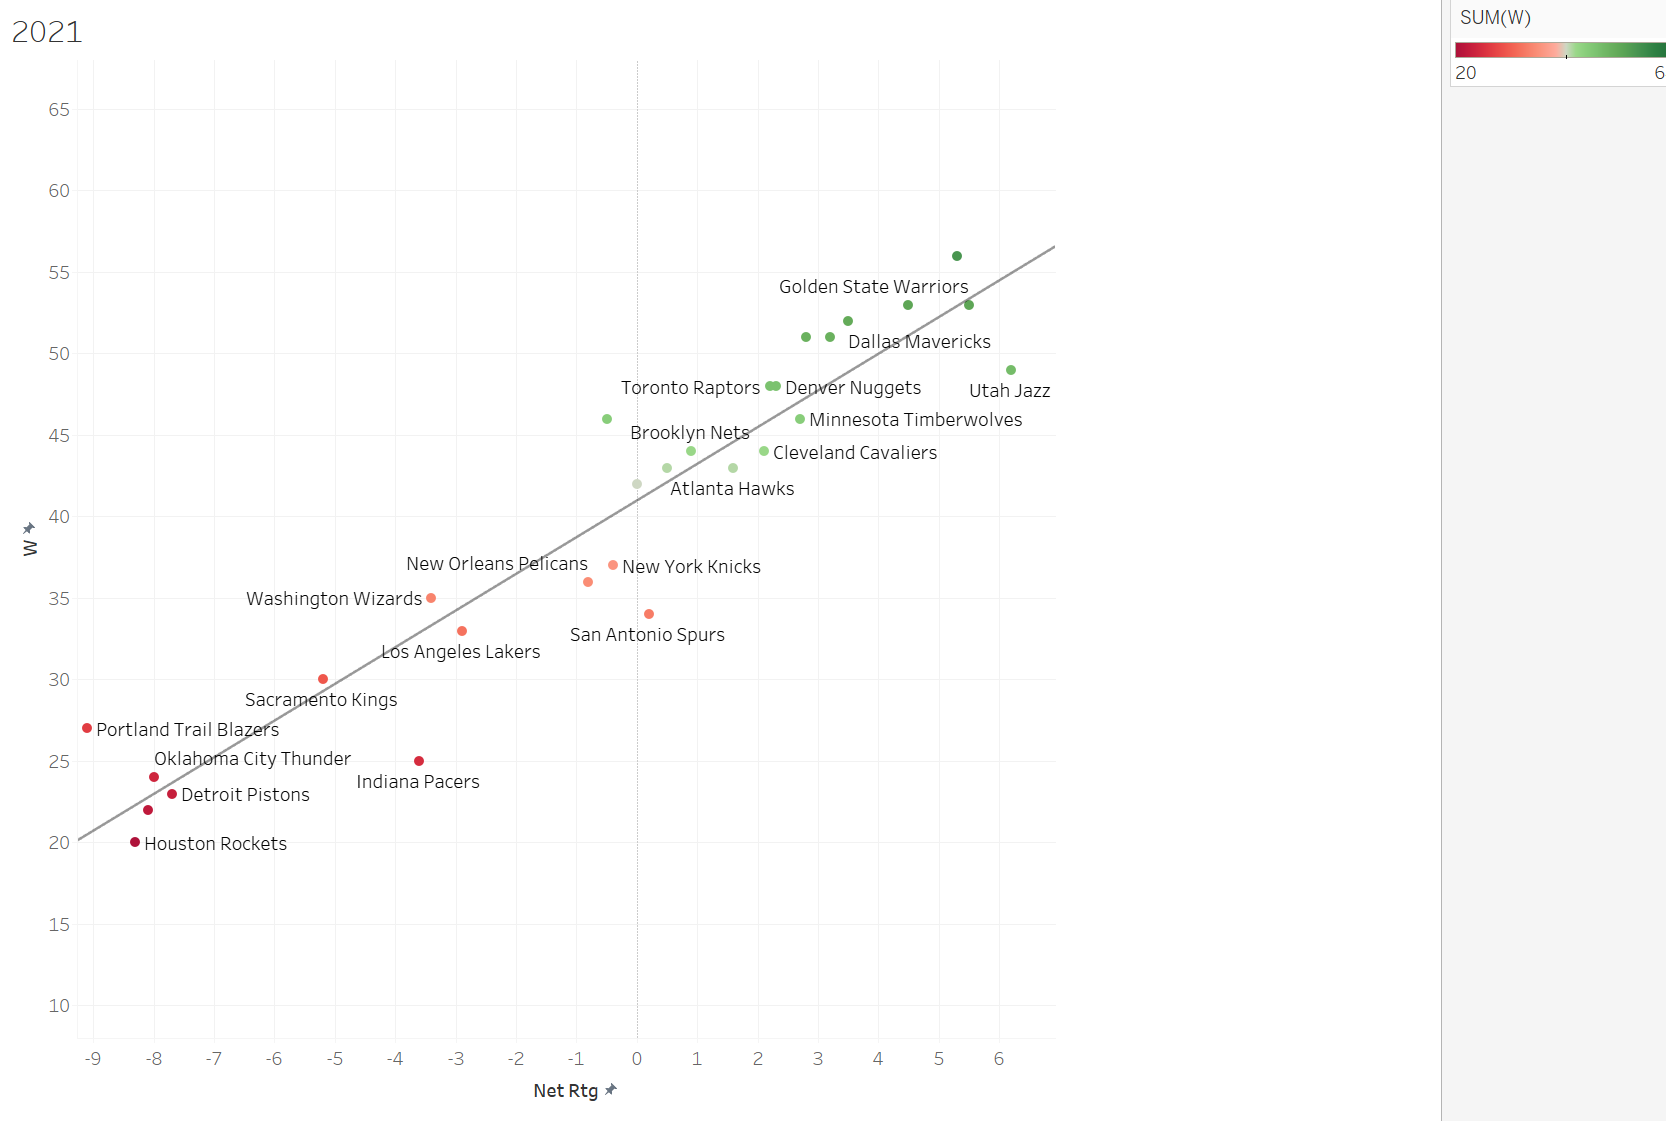 2021
SUM(W)
20
6
65
60
55
50
45
40
35
30
25
20
15
10
W
Golden State Warriors
Dallas Mavericks
Utah Jazz
Toronto Raptors
Denver Nuggets
Minnesota Timberwolves
Brooklyn Nets
Cleveland Cavaliers
Atlanta Hawks
New Orleans Pelicans
New York Knicks
Washington Wizards
San Antonio Spurs
Los Angeles Lakers
Sacramento Kings
Portland Trail Blazers
Oklahoma City Thunder
Indiana Pacers
Detroit Pistons
Houston Rockets
-9 -8 -7 -6 -5 -4 -3 -2 -1 0 1 2 3 4 5 6
Net Rtg